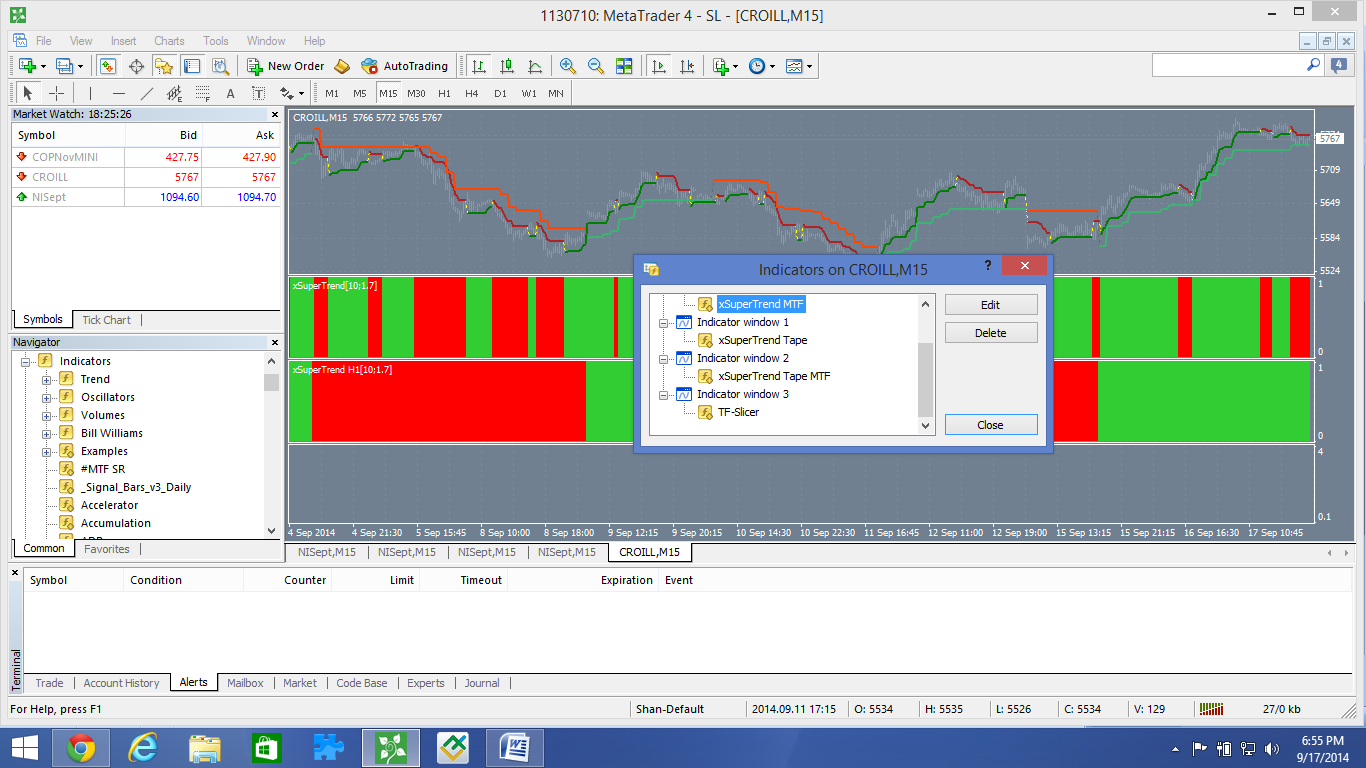 1130710: MetaTrader 4 - SL - [CROILL,M15]
File View Insert Charts Tools Window Help
New Order AutoTrading 4
A T M1 M5 M15 M30 H1 H4 D1 W1 MN
Market Watch: 18:25:26
Symbol Bid Ask
COPNovMINI 427.75 427.90
CROILL 5767 5767
NISept 1094.60 1094.70
Symbols Tick Chart
Navigator
Indicators
Trend
Oscillators
Volumes
Bill Williams
Examples
#MTF SR
_Signal_Bars_v3_Daily
Accelerator
Accumulation
Common Favorites
CROILL,M15 5766 5772 5765 5767
5767
5709
5649
5584
5524
xSuperTrend[10;1.7]
1
0
xSuperTrend H1[10;1.7]
1
0
4
0.1
4 Sep 2014 4 Sep 21:30 5 Sep 15:45 8 Sep 10:00 8 Sep 18:00 9 Sep 12:15 9 Sep 20:15 10 Sep 14:30 10 Sep 22:30 11 Sep 16:45 12 Sep 11:00 12 Sep 19:00 15 Sep 13:15 15 Sep 21:15 16 Sep 16:30 17 Sep 10:45
NISept,M15 NISept,M15 NISept,M15 NISept,M15 CROILL,M15
Indicators on CROILL,M15 ?
xSuperTrend MTF
Indicator window 1
xSuperTrend Tape
Indicator window 2
xSuperTrend Tape MTF
Indicator window 3
TF-Slicer
Edit
Delete
Close
Symbol Condition Counter Limit Timeout Expiration Event
Terminal
Trade Account History Alerts Mailbox Market Code Base Experts Journal
For Help, press F1 Shan-Default 2014.09.11 17:15 O: 5534 H: 5535 L: 5526 C: 5534 V: 129 27/0 kb
6:55 PM
9/17/2014